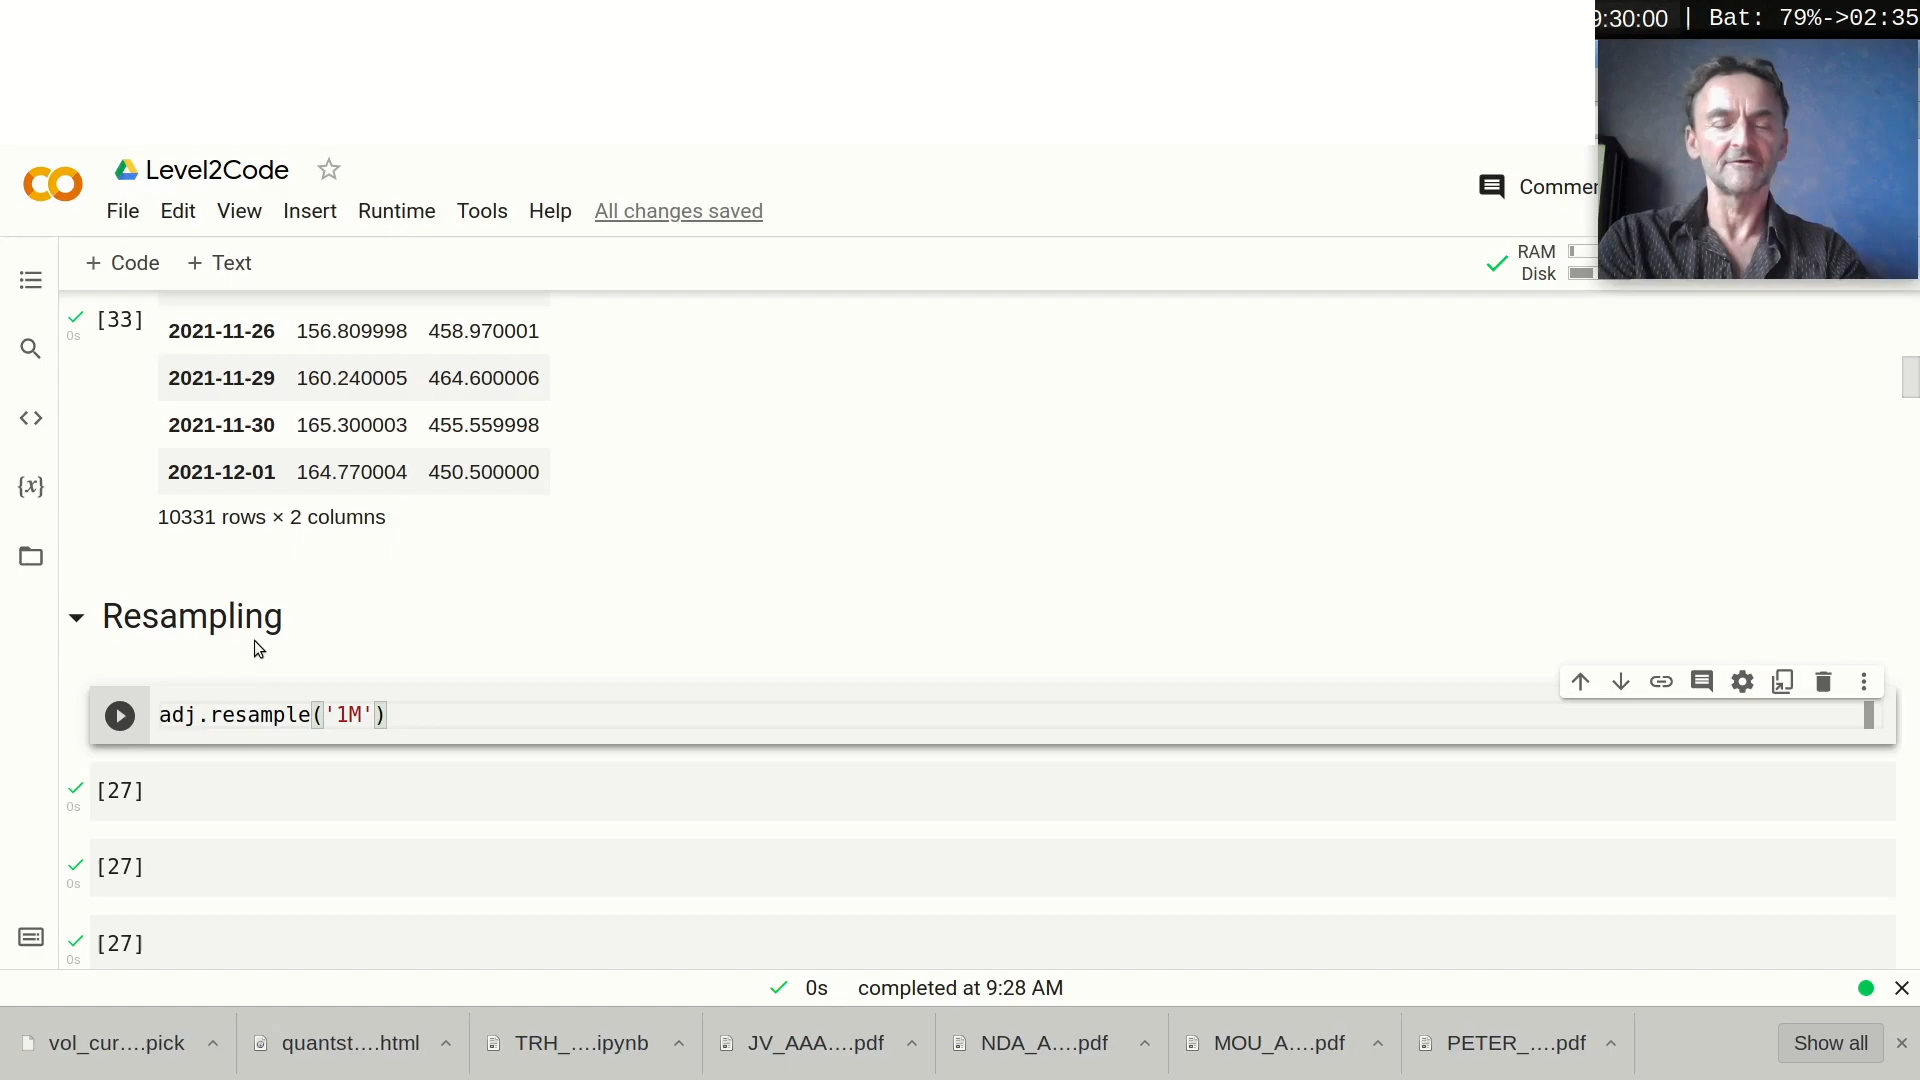 9:30:00 | Bat: 79%->02:35
Level2Code
File Edit View Insert Runtime Tools Help All changes saved
Commen
+ Code + Text
RAM
Disk
[33]
0s
2021-11-26 156.809998 458.970001
2021-11-29 160.240005 464.600006
2021-11-30 165.300003 455.559998
2021-12-01 164.770004 450.500000
10331 rows × 2 columns
Resampling
adj.resample('1M')
[27]
0s
[27]
0s
[27]
0s
0s completed at 9:28 AM
vol_cur....pick quantst....html TRH_....ipynb JV_AAA....pdf NDA_A....pdf MOU_A....pdf PETER_....pdf Show all